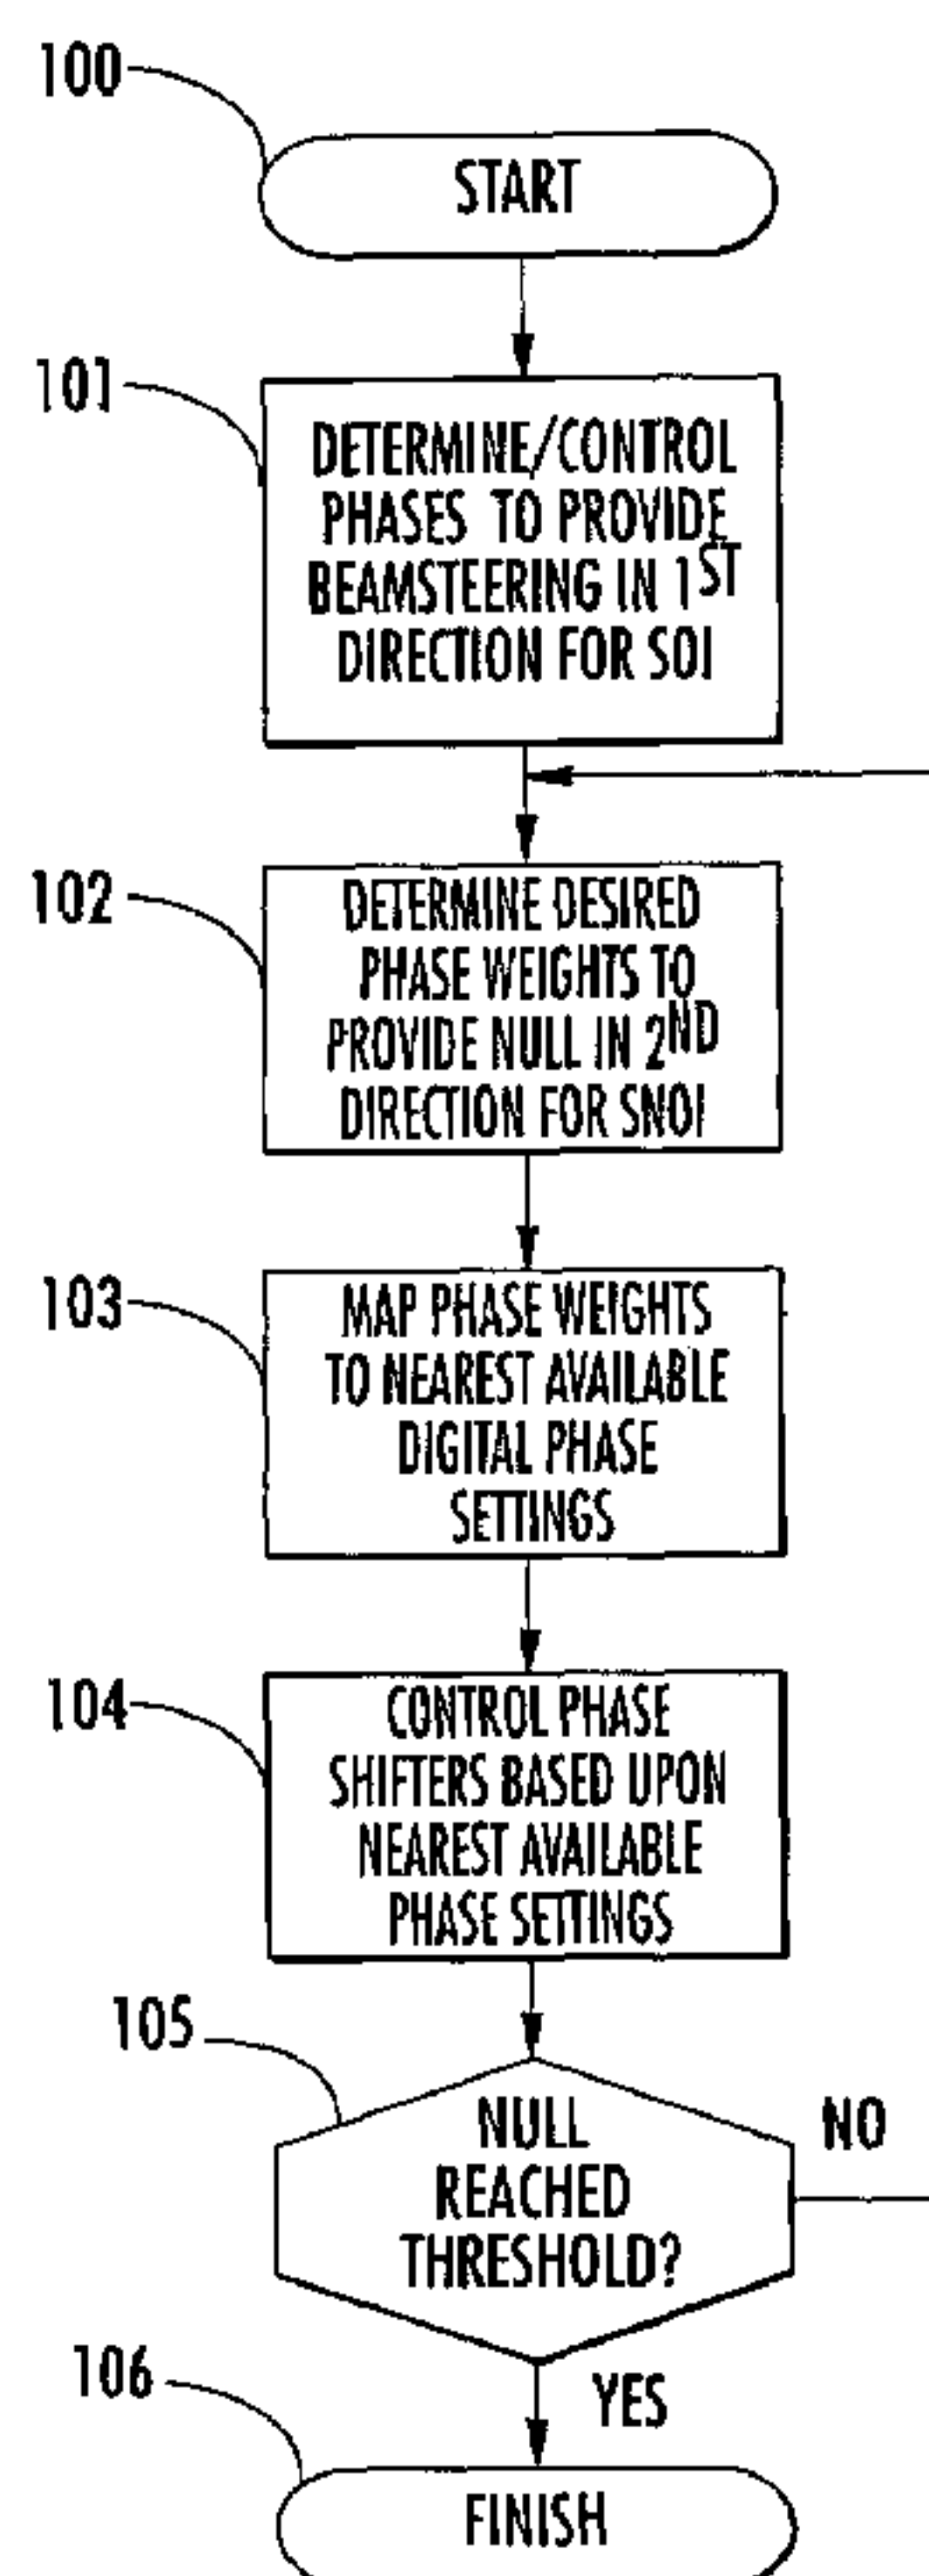 100
START
101
DETERMINE/CONTROL
PHASES TO PROVIDE
BEAMSTEERING IN 1ST
DIRECTION FOR SOI
102
DETERMINE DESIRED
PHASE WEIGHTS TO
PROVIDE NULL IN 2ND
DIRECTION FOR SNOI
103
MAP PHASE WEIGHTS
TO NEAREST AVAILABLE
DIGITAL PHASE
SETTINGS
104
CONTROL PHASE
SHIFTERS BASED UPON
NEAREST AVAILABLE
PHASE SETTINGS
105
NULL
REACHED
THRESHOLD?
NO
YES
106
FINISH